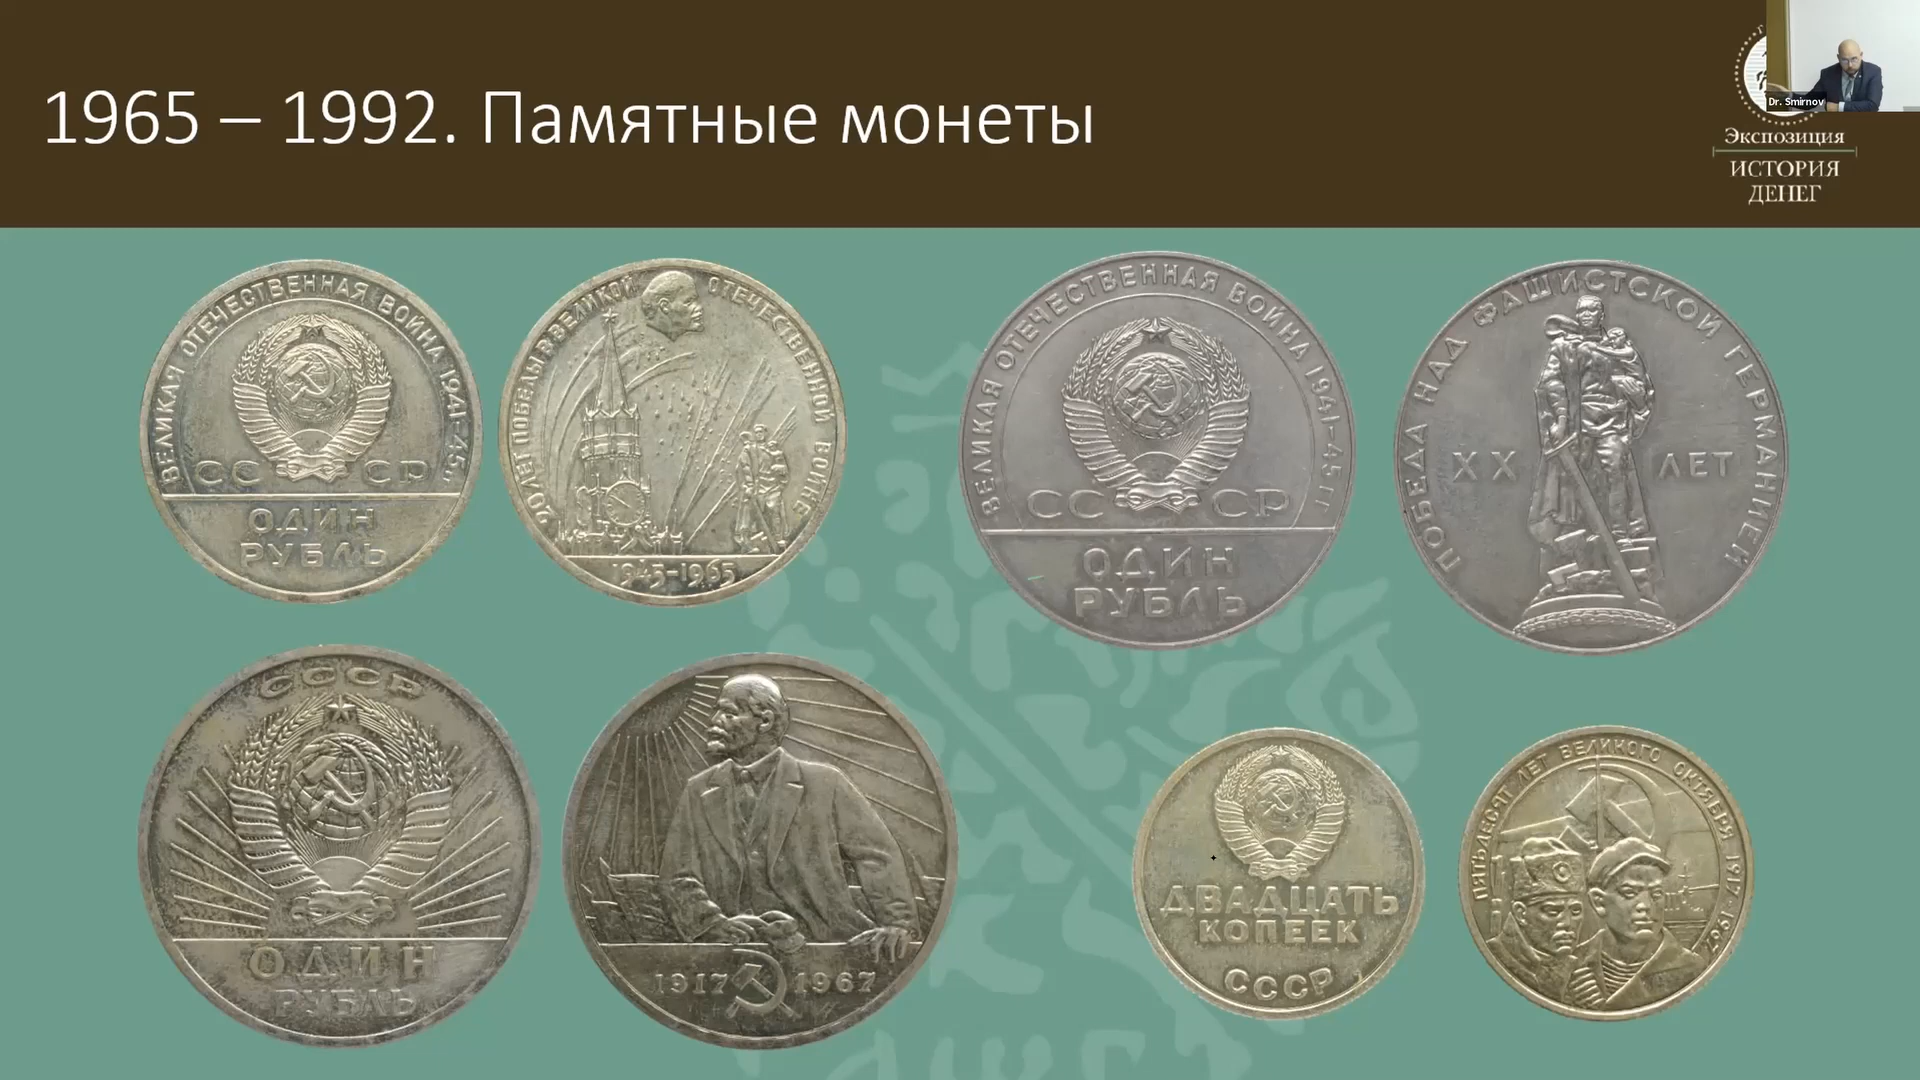 1965 – 1992. Памятные монеты
Dr. Smirnov
Экспозиция
ИСТОРИЯ
ДЕНЕГ
ВЕЛИКАЯ ОТЕЧЕСТВЕННАЯ ВОЙНА 1941–45
СС СР
ОДИН
РУБЛЬ
20 ЛЕТ ПОБЕДЫ В ВЕЛИКОЙ ОТЕЧЕСТВЕННОЙ ВОЙНЕ
1945–1965
ВЕЛИКАЯ ОТЕЧЕСТВЕННАЯ ВОЙНА 1941–45 ГГ
СС СР
ОДИН
РУБЛЬ
ПОБЕДА НАД ФАШИСТСКОЙ ГЕРМАНИЕЙ
XX ЛЕТ
СССР
ОДИН
РУБЛЬ
1917 1967
ДВАДЦАТЬ
КОПЕЕК
СССР
ПЯТЬДЕСЯТ ЛЕТ ВЕЛИКОГО ОКТЯБРЯ 1917·1967